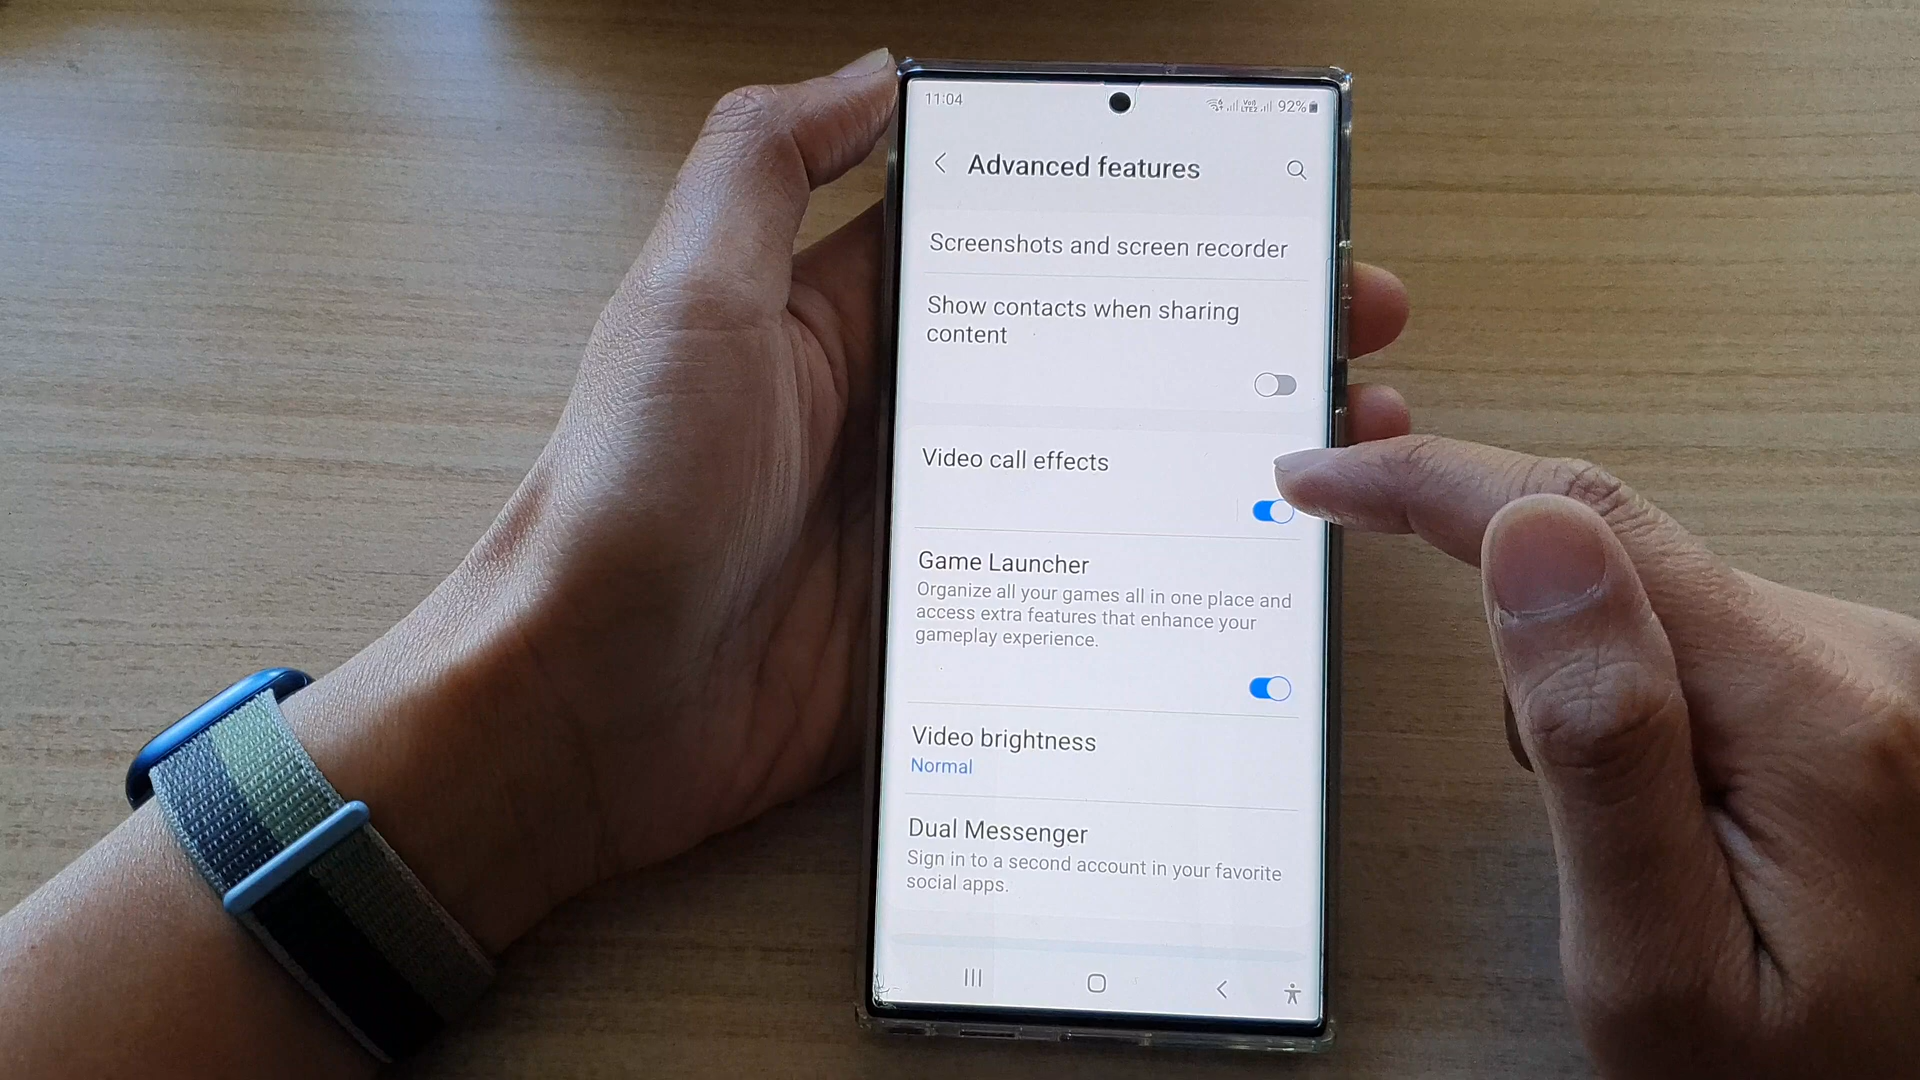 11:04
92%
Advanced features
Screenshots and screen recorder
Show contacts when sharing
content
Video call effects
Game Launcher
Organize all your games all in one place and
access extra features that enhance your
gameplay experience.
Video brightness
Normal
Dual Messenger
Sign in to a second account in your favorite
social apps.